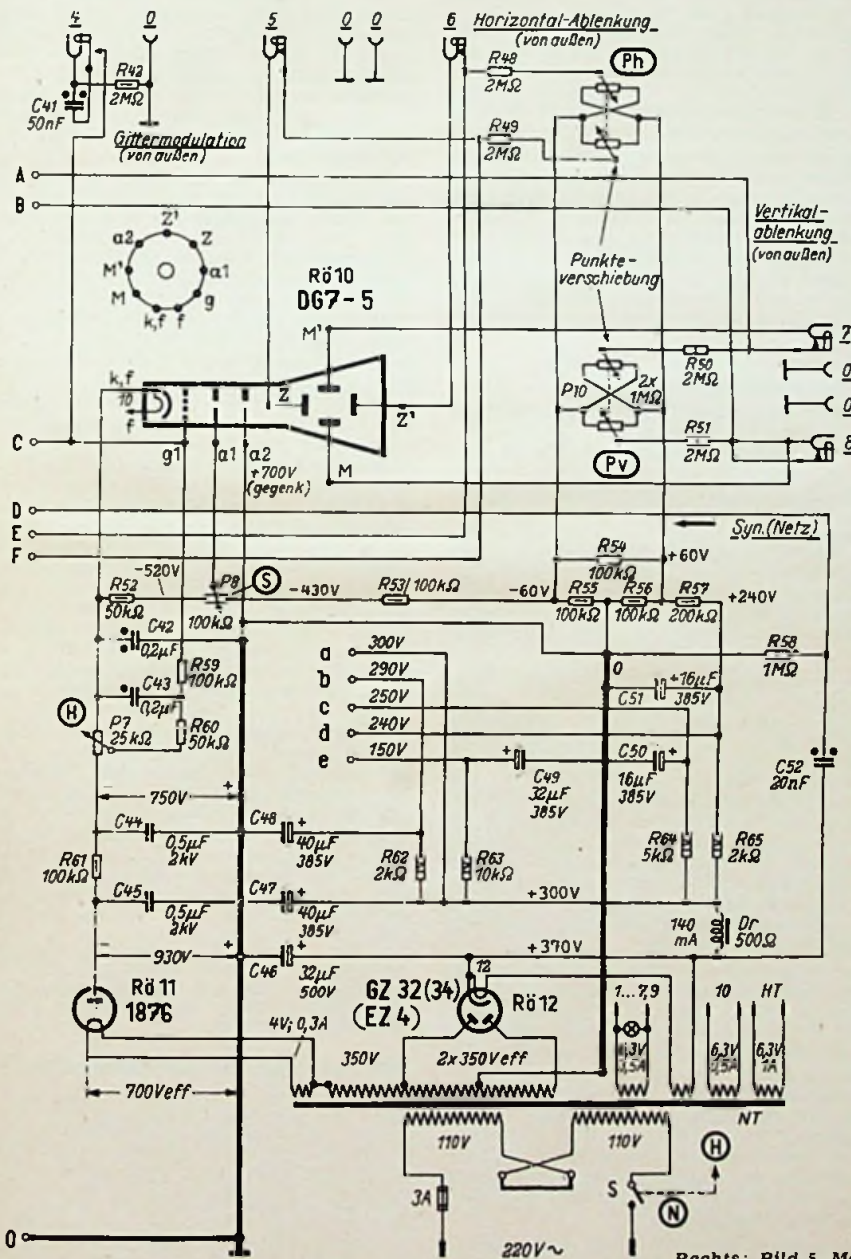 4 0 5 0 0 6 Horizontal-Ablenkung
(von außen)
Ph
R42
2MΩ
C41
50nF
R48
2MΩ
R49
2MΩ
Gittermodulation
(von außen)
A
B
Vertikal-
ablenkung
(von außen)
Z'
a2 Z
M' a1
M g
k,f f
Rö10
DG7-5
Punkte-
verschiebung
M'
7
R50
2MΩ
0
P10
2x
1MΩ
0
k,f
10
f
Z
Z'
R51
2MΩ
8
Pv
C
g1 a1 a2
+700V
(gegenk)
M
D
E
F
Syn.(Netz)
R54
100kΩ
+60V
R52
50kΩ
-520V
P8
S
100kΩ
-430V
R53/100kΩ
-60V
R55
100kΩ
R56
100kΩ
R57
200kΩ
+240V
C42
0,2µF
R58
1MΩ
R59
100kΩ
a 300V
b 290V
c 250V
d 240V
e 150V
0
+16µF
385V
C51
C43
0,2µF
H
P7
25kΩ
R60
50kΩ
C49
32µF
385V
C50
16µF
385V
C52
20nF
750V
C44
0,5µF
2kV
C48
40µF
385V
R61
100kΩ
R62
2kΩ
R63
10kΩ
R64
5kΩ
R65
2kΩ
C45
0,5µF
2kV
C47
40µF
385V
+300V
140
mA
Dr
500Ω
930V
C46
32µF
500V
+370V
Rö11
1876
GZ 32(34)
(EZ 4)
12
Rö12
1...7,9
10
HT
4V; 0,3A
350V
2x350Veff
6,3V
6,3V
1A
700Veff
NT
110V
110V
H
3A
S
N
0
220V~
Rechts: Bild 5. M